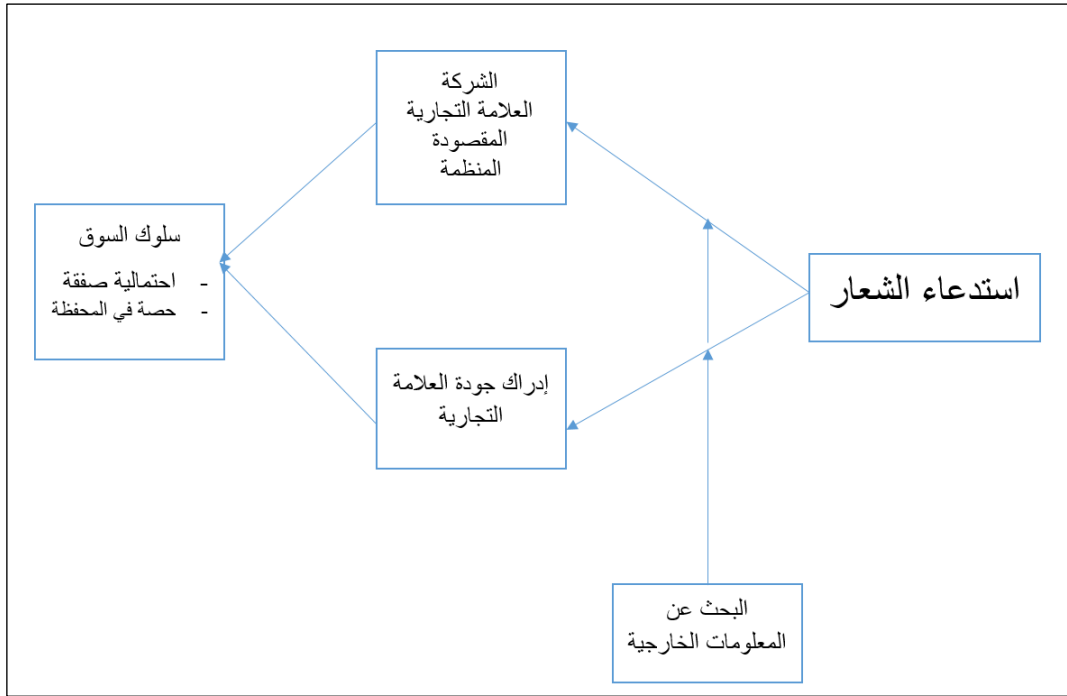 الشركة
العلامة التجارية
المقصودة
المنظمة
استدعاء الشعار
سلوك السوق
- احتمالية صفقة
- حصة في المحفظة
إدراك جودة العلامة
التجارية
البحث عن
المعلومات الخارجية